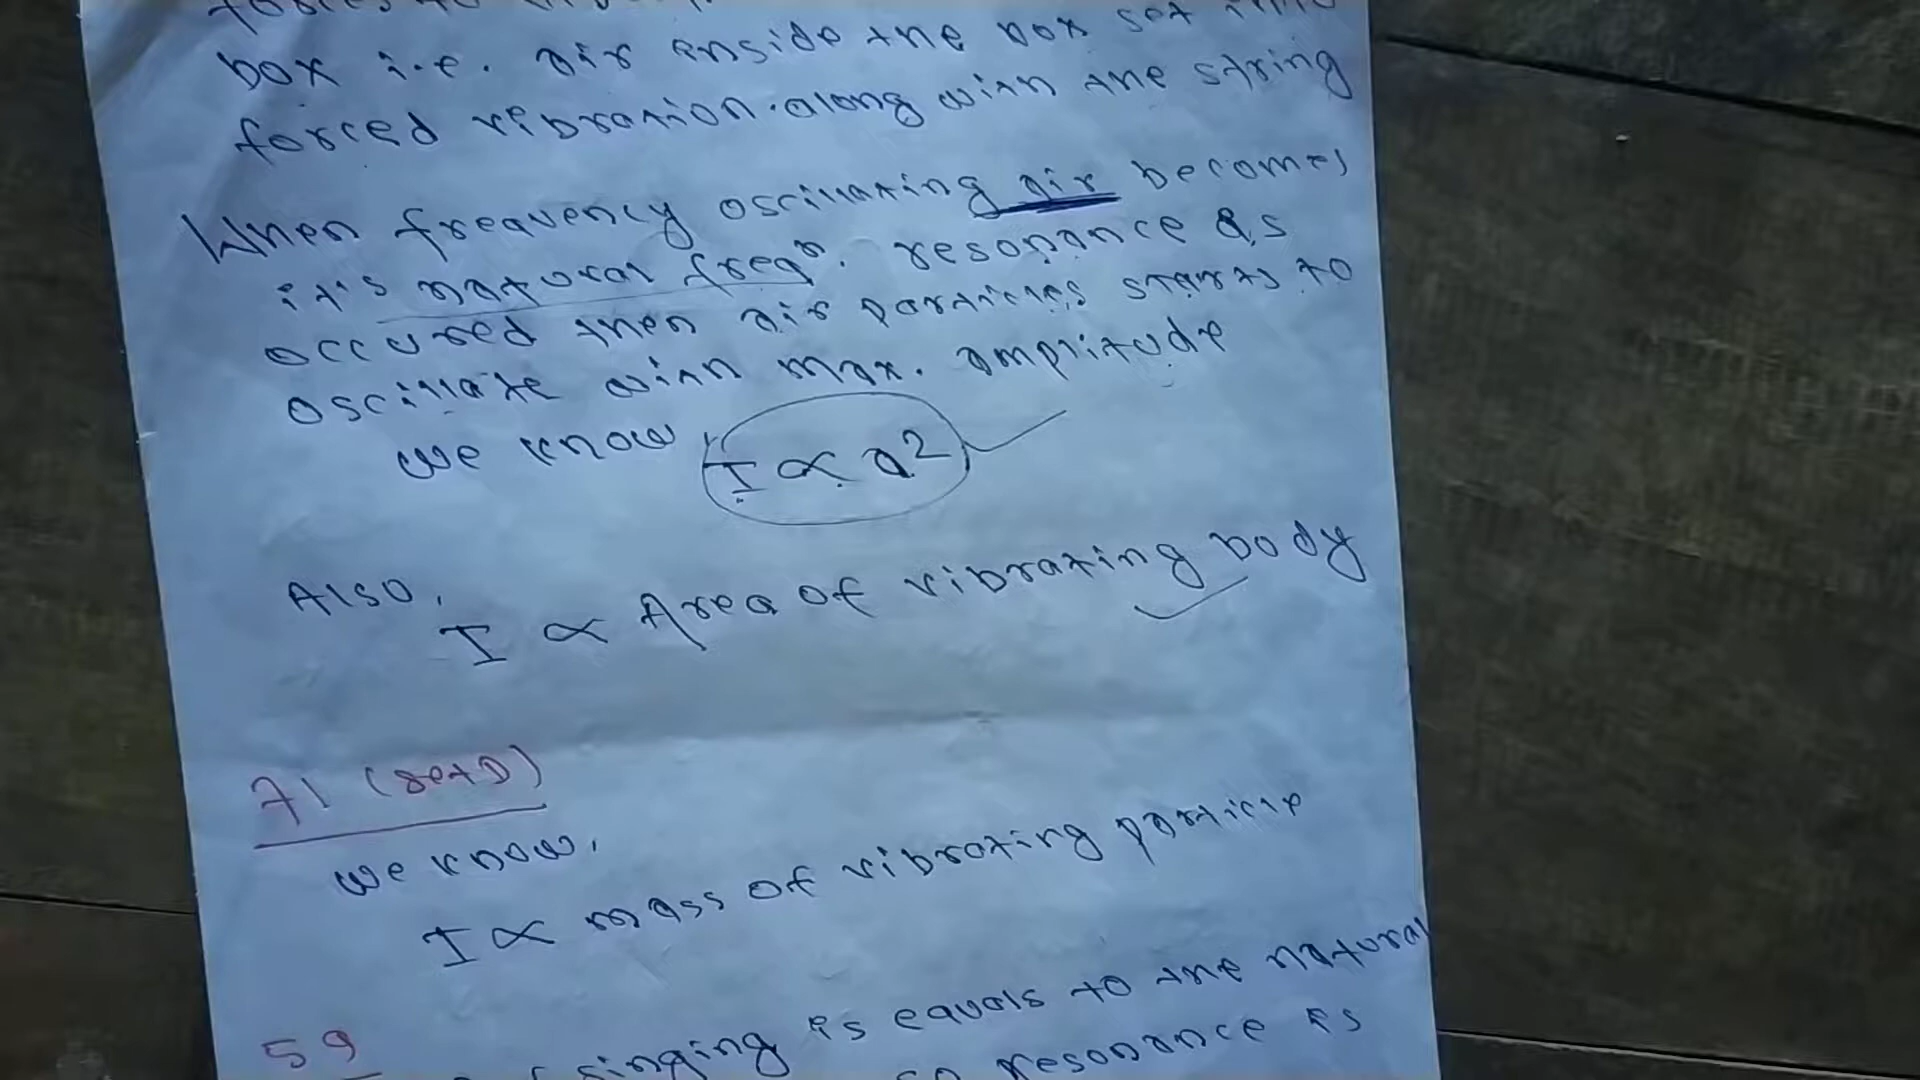 box i.e. air inside the box set into
forced vibration along with the string
When frequency oscillating air becomes
it's natural freqn. resonance is
occured then air particles starts to
oscillate with max. amplitude
we know, I ∝ a²
Also,
I ∝ Area of vibrating body
71 (set D)
we know,
I ∝ mass of vibrating particle
59
singing is equals to the natural
so resonance is